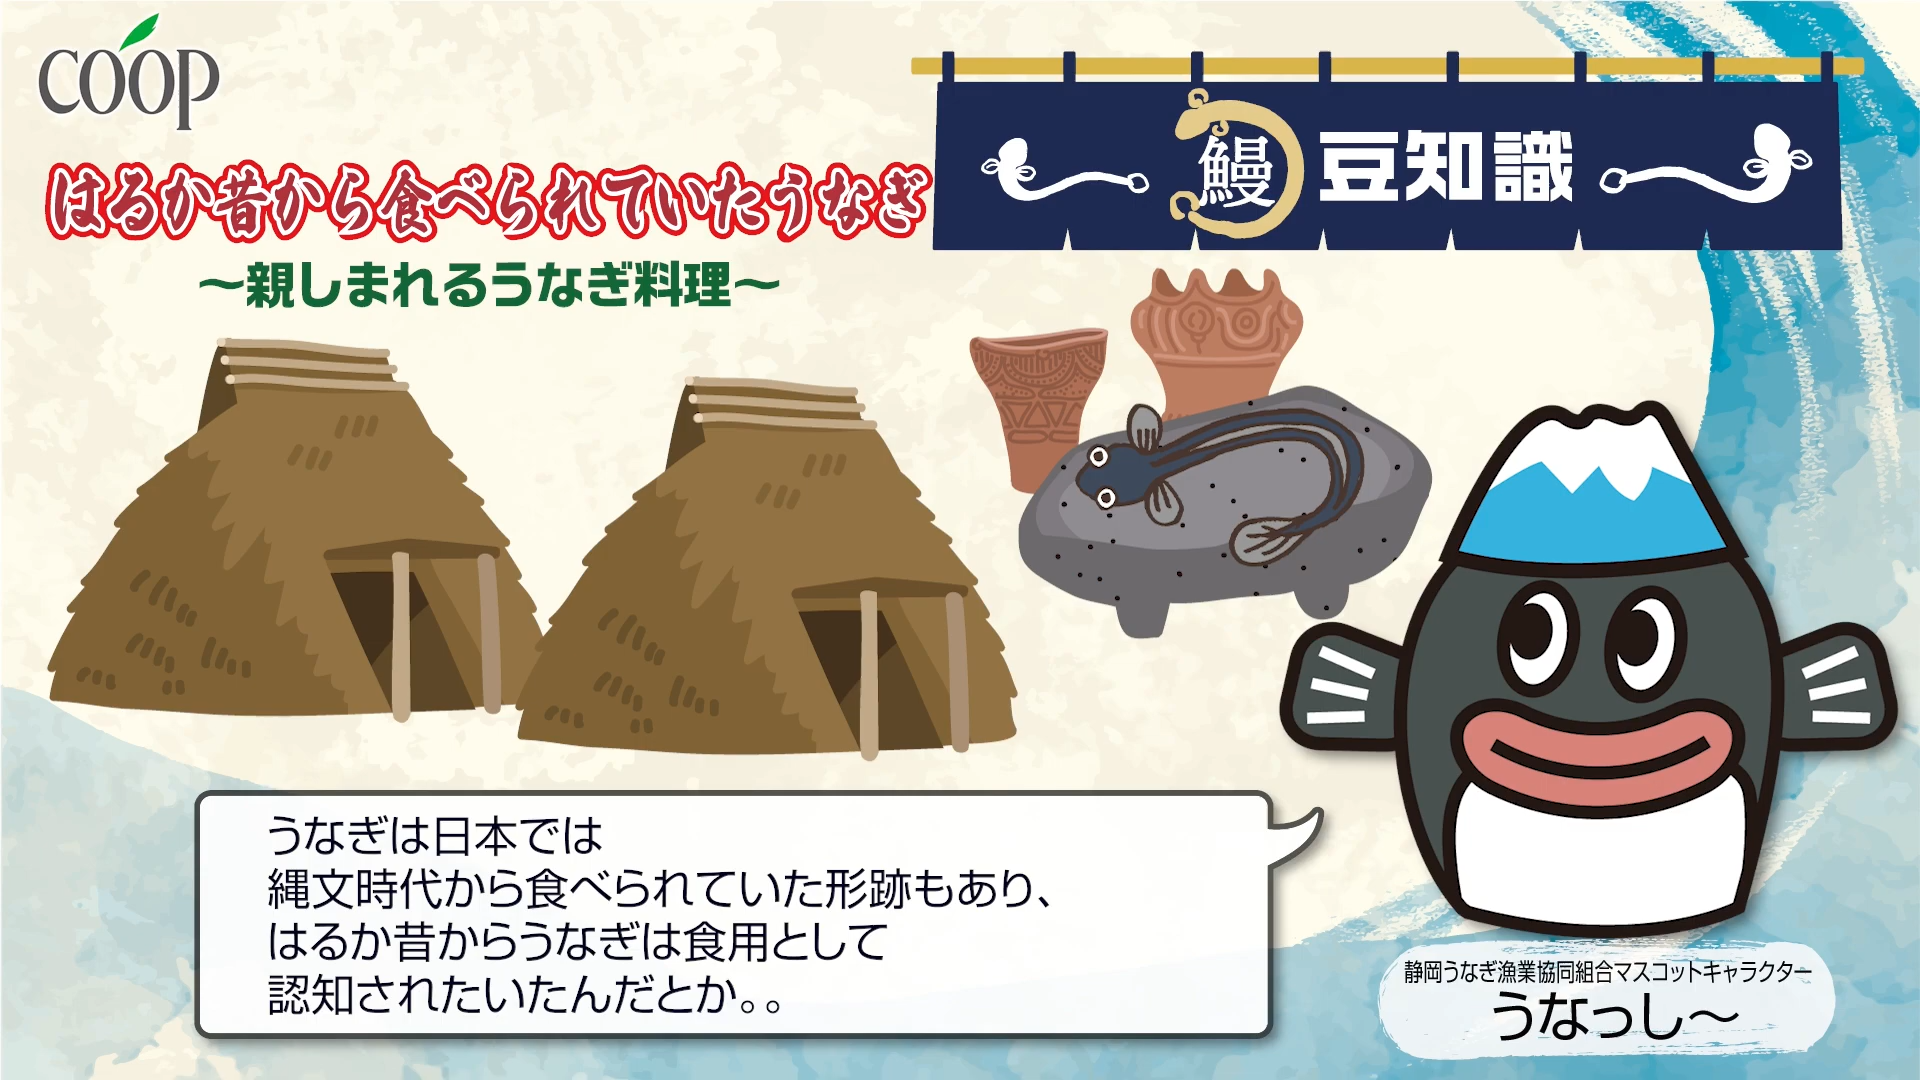 coop
鰻 豆知識
はるか昔から食べられていたうなぎ
～親しまれるうなぎ料理～
うなぎは日本では
縄文時代から食べられていた形跡もあり、
はるか昔からうなぎは食用として
認知されたいたんだとか。。
静岡うなぎ漁業協同組合マスコットキャラクター
うなっし～